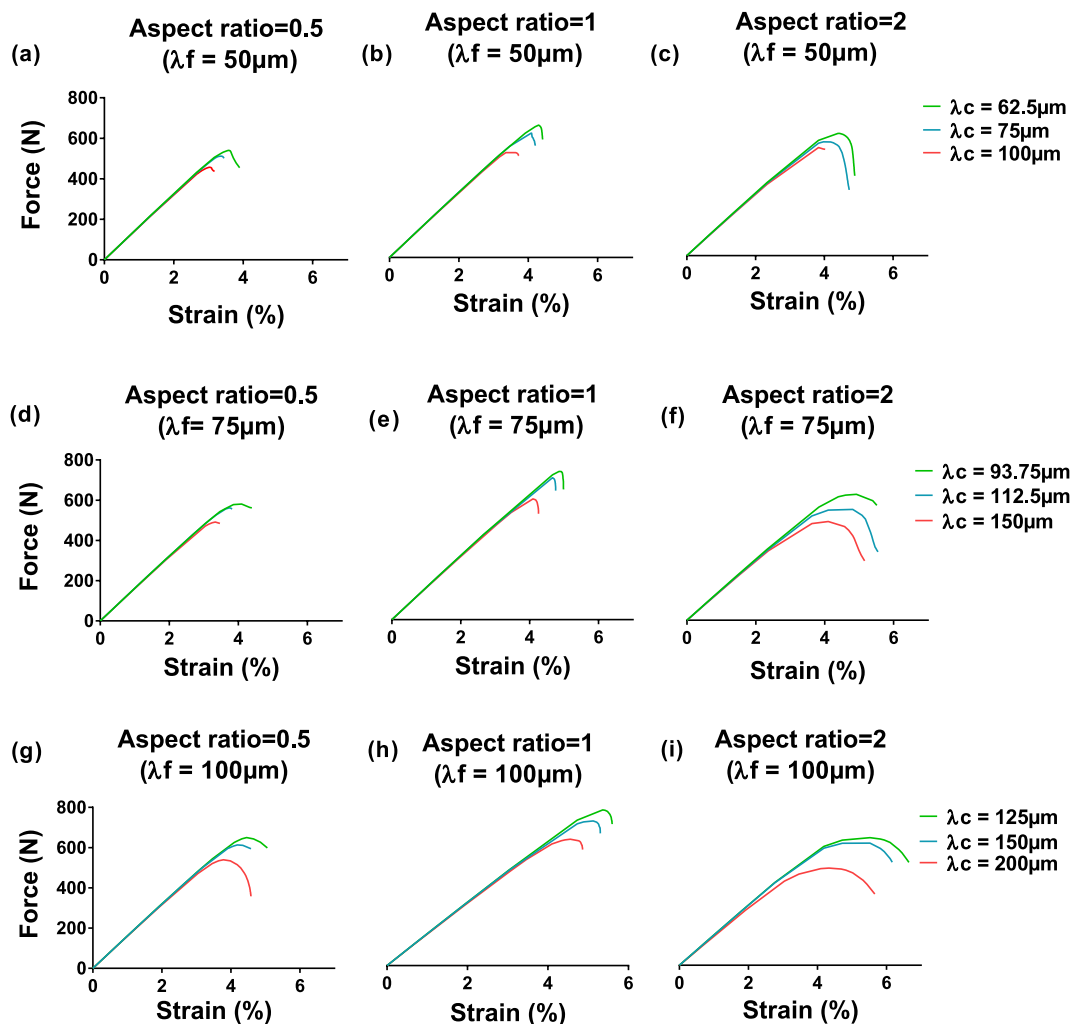 (a)
Aspect ratio=0.5
(λf = 50µm)
(b)
Aspect ratio=1
(λf = 50µm)
(c)
Aspect ratio=2
(λf = 50µm)
Force (N)
800
600
400
200
0
0 2 4 6
Strain (%)
0 2 4 6
Strain (%)
0 2 4 6
Strain (%)
λc = 62.5µm
λc = 75µm
λc = 100µm
(d)
Aspect ratio=0.5
(λf= 75µm)
(e)
Aspect ratio=1
(λf = 75µm)
(f)
Aspect ratio=2
(λf = 75µm)
Force (N)
800
600
400
200
0
0 2 4 6
Strain (%)
0 2 4 6
Strain (%)
0 2 4 6
Strain (%)
λc = 93.75µm
λc = 112.5µm
λc = 150µm
(g)
Aspect ratio=0.5
(λf = 100µm)
(h)
Aspect ratio=1
(λf = 100µm)
(i)
Aspect ratio=2
(λf = 100µm)
Force (N)
800
600
400
200
0
0 2 4 6
Strain (%)
0 2 4 6
Strain (%)
0 2 4 6
Strain (%)
λc = 125µm
λc = 150µm
λc = 200µm